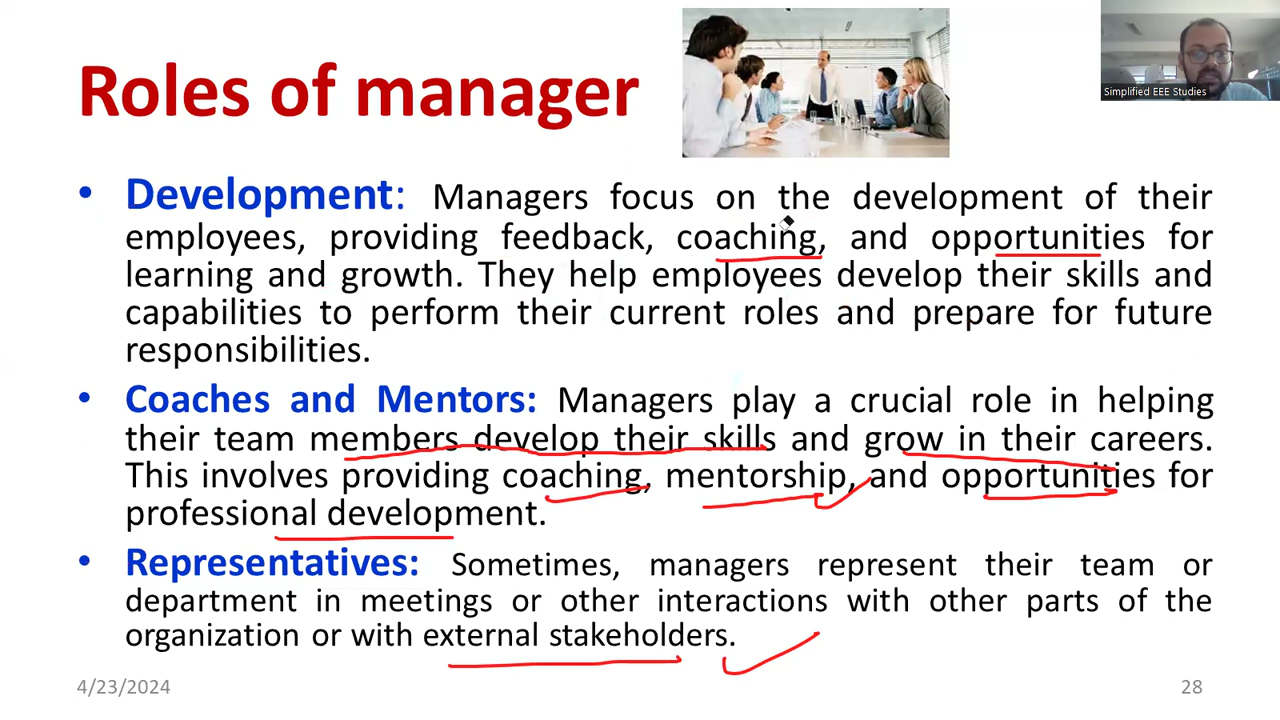 Roles of manager
Simplified EEE Studies
• Development: Managers focus on the development of their
employees, providing feedback, coaching, and opportunities for
learning and growth. They help employees develop their skills and
capabilities to perform their current roles and prepare for future
responsibilities.
• Coaches and Mentors: Managers play a crucial role in helping
their team members develop their skills and grow in their careers.
This involves providing coaching, mentorship, and opportunities for
professional development.
• Representatives: Sometimes, managers represent their team or
department in meetings or other interactions with other parts of the
organization or with external stakeholders.
4/23/2024
28